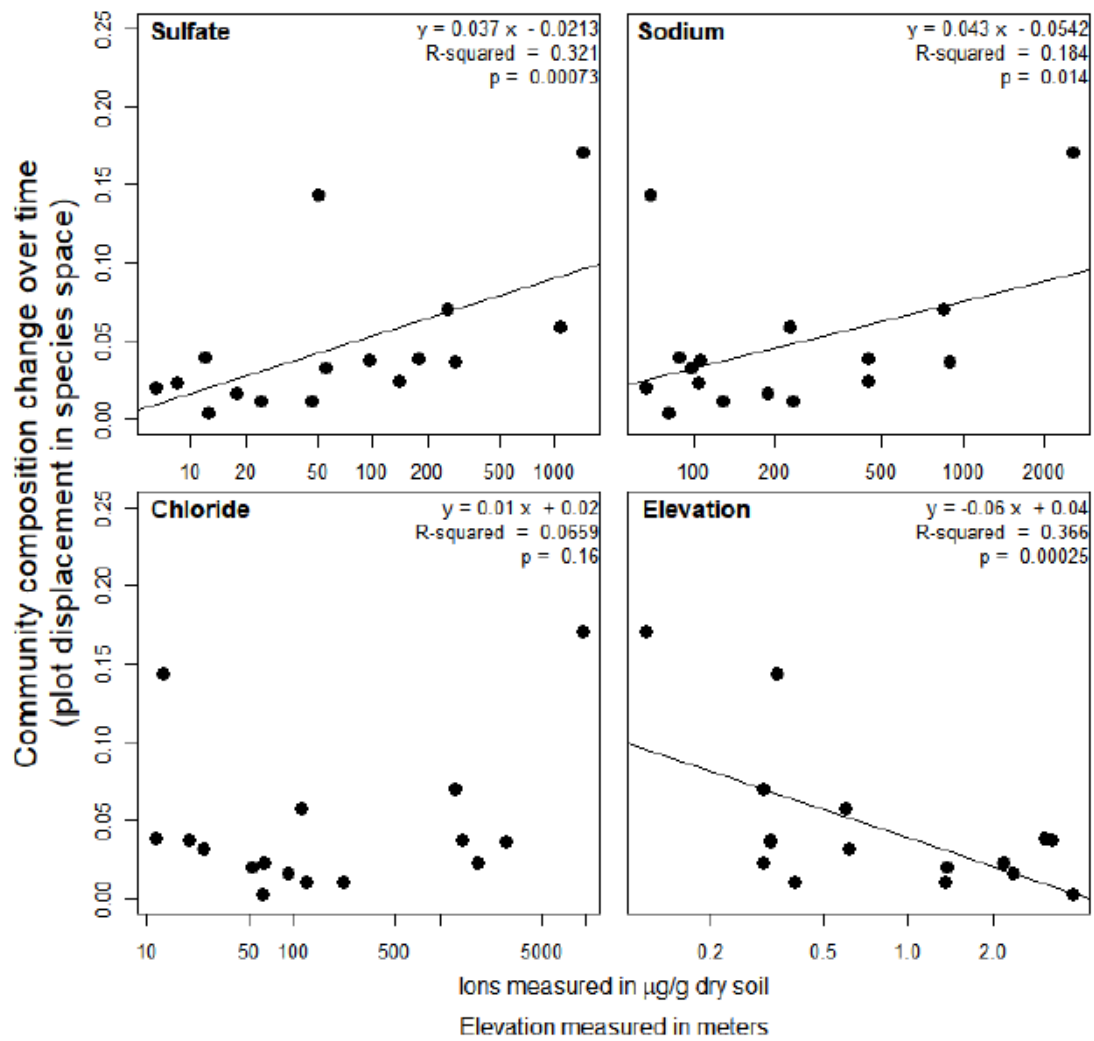 Community composition change over time
(plot displacement in species space)
Sulfate
y = 0.037 x - 0.0213
R-squared = 0.321
p = 0.00073
0.25
0.20
0.15
0.10
0.05
0.00
10 20 50 100 200 500 1000
Sodium
y = 0.043 x - 0.0542
R-squared = 0.184
p = 0.014
100 200 500 1000 2000
Chloride
y = 0.01 x + 0.02
R-squared = 0.0659
p = 0.16
0.25
0.20
0.15
0.10
0.05
0.00
10 50 100 500 5000
Elevation
y = -0.06 x + 0.04
R-squared = 0.366
p = 0.00025
0.2 0.5 1.0 2.0
Ions measured in μg/g dry soil
Elevation measured in meters